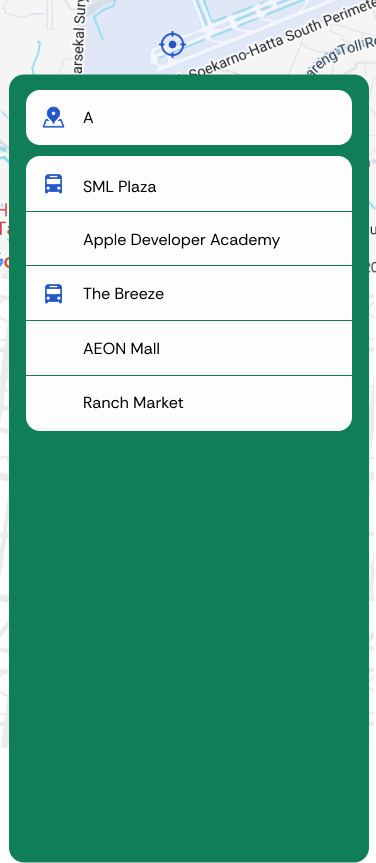 arsekal Sury
Soekarno-Hatta South Perimete
areng Toll Ro
A
SML Plaza
Apple Developer Academy
The Breeze
AEON Mall
Ranch Market